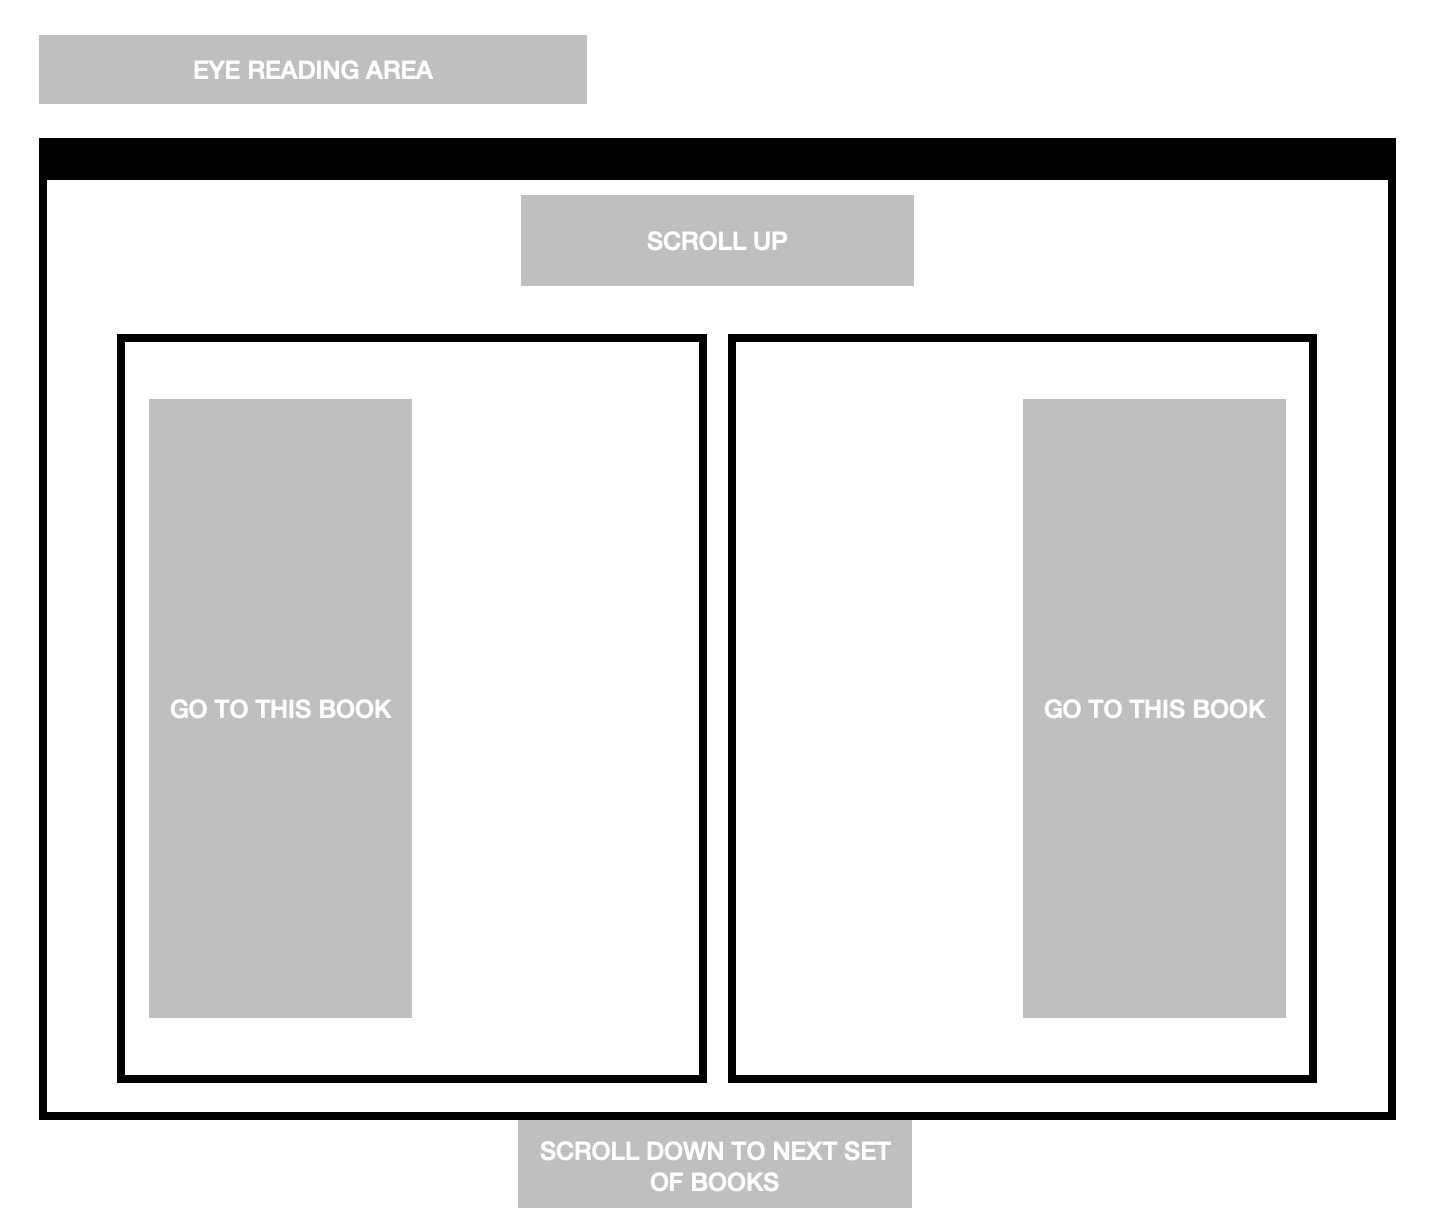 EYE READING AREA
SCROLL UP
GO TO THIS BOOK
GO TO THIS BOOK
SCROLL DOWN TO NEXT SET
OF BOOKS